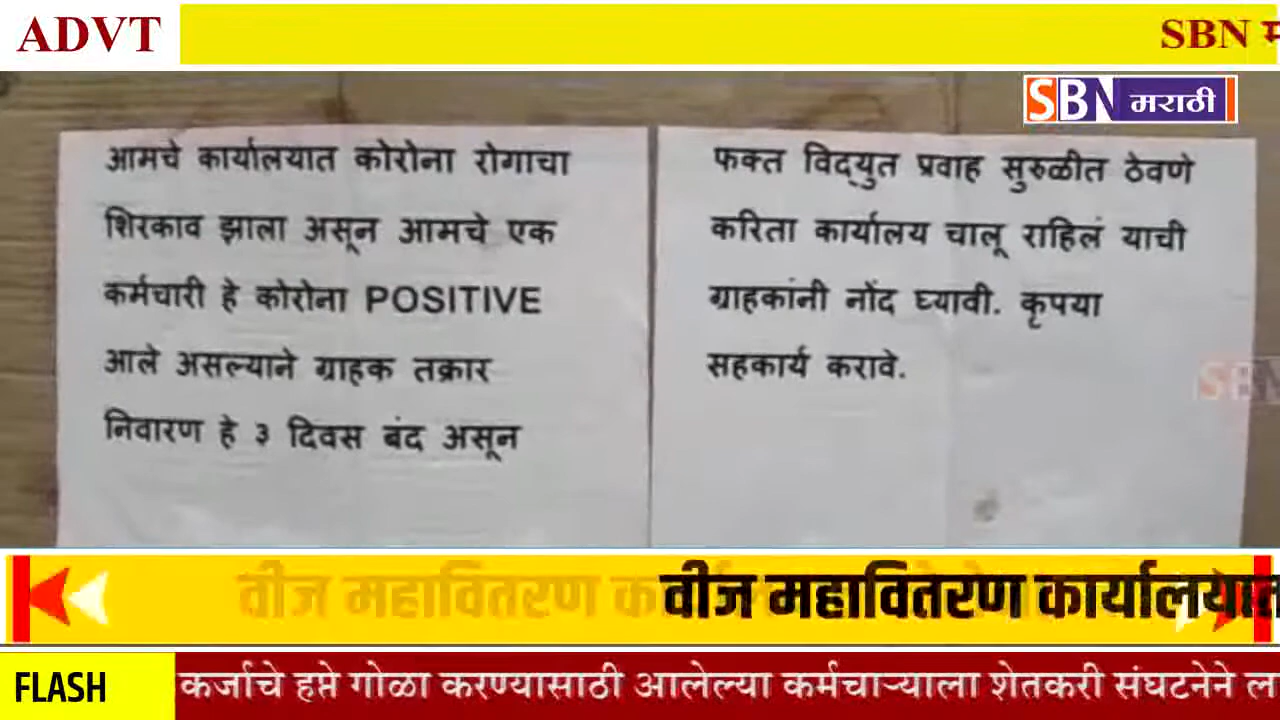 ADVT
SBN
SBN मराठी
आमचे कार्यालयात कोरोना रोगाचा
शिरकाव झाला असून आमचे एक
कर्मचारी हे कोरोना POSITIVE
आले असल्याने ग्राहक तक्रार
निवारण हे ३ दिवस बंद असून
फक्त विद्‌युत प्रवाह सुरुळीत ठेवणे
करिता कार्यालय चालू राहिलं याची
ग्राहकांनी नोंद घ्यावी. कृपया
सहकार्य करावे.
SBN
वीज महावितरण कार्यालयात
FLASH
कर्जाचे हप्ते गोळा करण्यासाठी आलेल्या कर्मचाऱ्याला शेतकरी संघटनेने